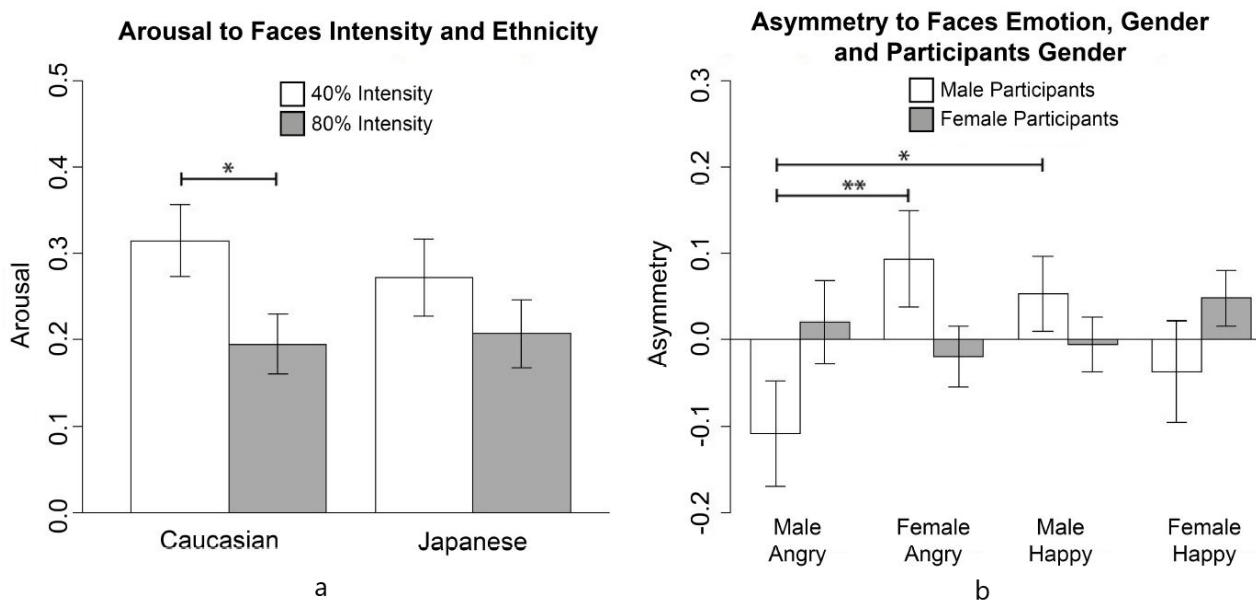 Arousal to Faces Intensity and Ethnicity
40% Intensity
80% Intensity
*
Arousal
0.5
0.4
0.3
0.2
0.1
0.0
Caucasian
Japanese
a
Asymmetry to Faces Emotion, Gender
and Participants Gender
Male Participants
Female Participants
*
**
Asymmetry
0.3
0.2
0.1
0.0
-0.1
-0.2
Male
Angry
Female
Angry
Male
Happy
Female
Happy
b